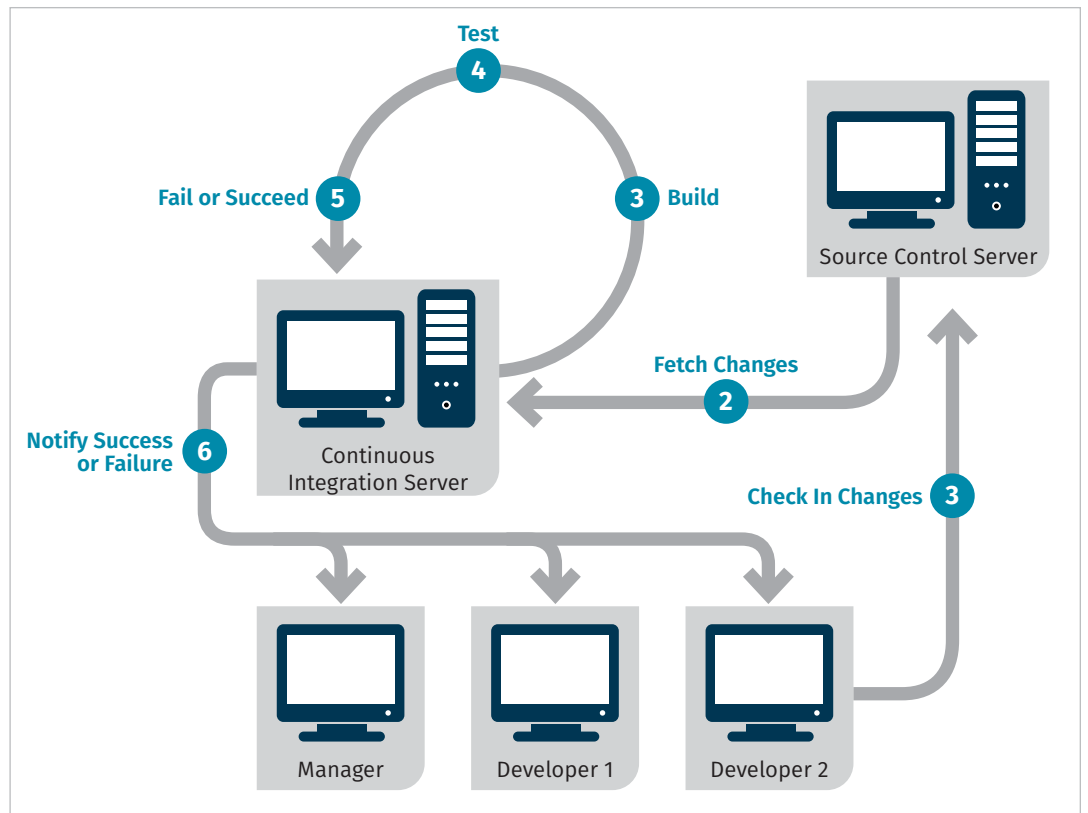 Test
4
Fail or Succeed
5
3
Build
Source Control Server
Fetch Changes
2
Continuous
Integration Server
Notify Success
or Failure
6
Check In Changes
3
Manager
Developer 1
Developer 2